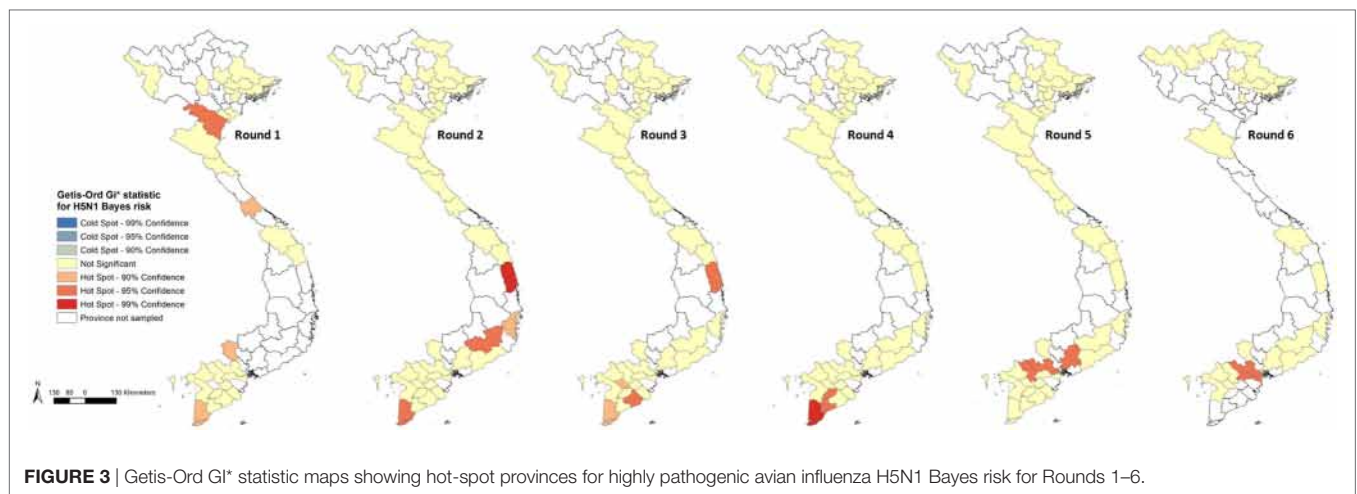 Round 1
Round 2
Round 3
Round 4
Round 5
Round 6
Getis-Ord Gi* statistic
for H5N1 Bayes risk
Cold Spot - 99% Confidence
Cold Spot - 95% Confidence
Cold Spot - 90% Confidence
Not Significant
Hot Spot - 90% Confidence
Hot Spot - 95% Confidence
Hot Spot - 99% Confidence
Province not sampled
N
130 Kilometers
FIGURE 3 | Getis-Ord GI* statistic maps showing hot-spot provinces for highly pathogenic avian influenza H5N1 Bayes risk for Rounds 1–6.